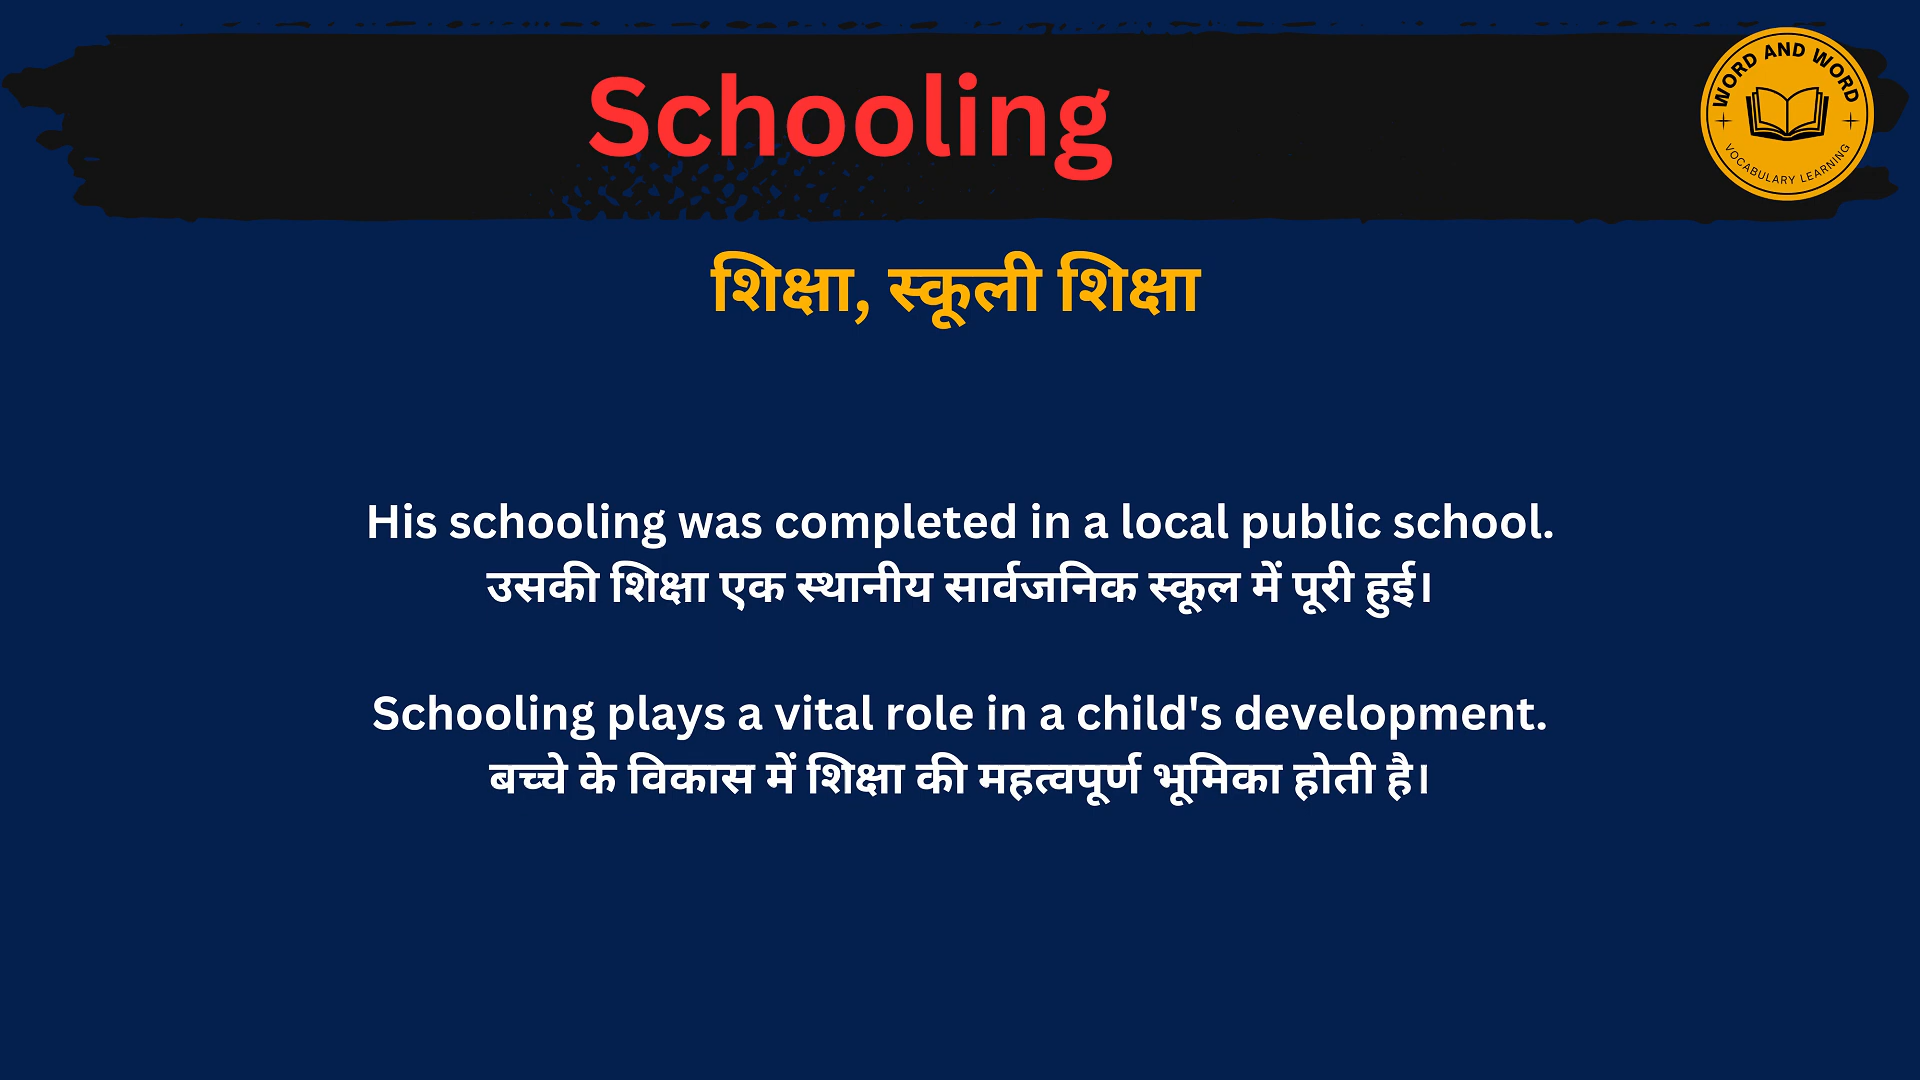 Schooling
WORD AND WORD
VOCABULARY LEARNING
शिक्षा, स्कूली शिक्षा
His schooling was completed in a local public school.
उसकी शिक्षा एक स्थानीय सार्वजनिक स्कूल में पूरी हुई।
Schooling plays a vital role in a child's development.
बच्चे के विकास में शिक्षा की महत्वपूर्ण भूमिका होती है।